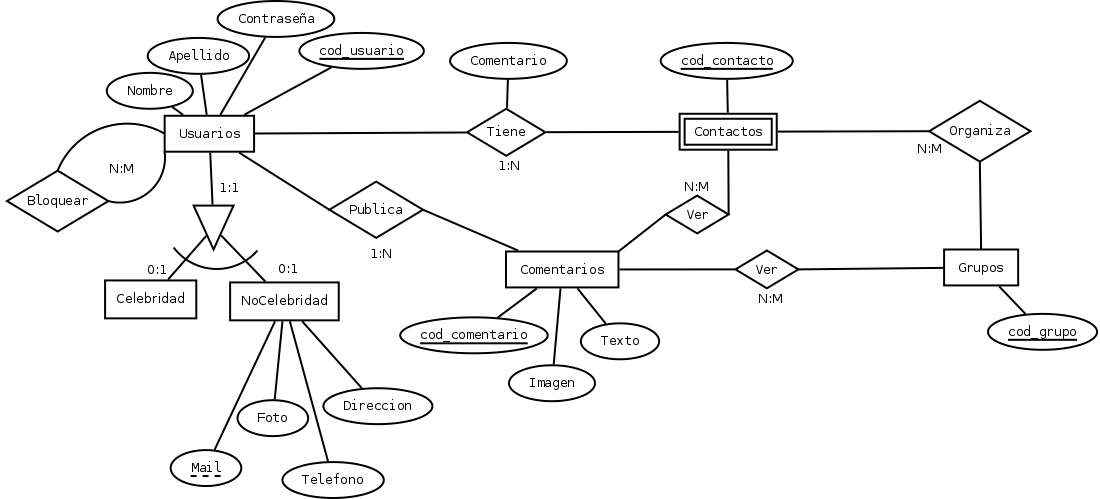 Contraseña
Apellido
cod_usuario
Comentario
cod_contacto
Nombre
Usuarios
Tiene
Contactos
Organiza
N:M
1:N
N:M
Bloquear
1:1
N:M
Publica
Ver
1:N
0:1
0:1
Comentarios
Ver
Grupos
Celebridad
NoCelebridad
N:M
cod_comentario
Texto
cod_grupo
Imagen
Foto
Direccion
Mail
Telefono